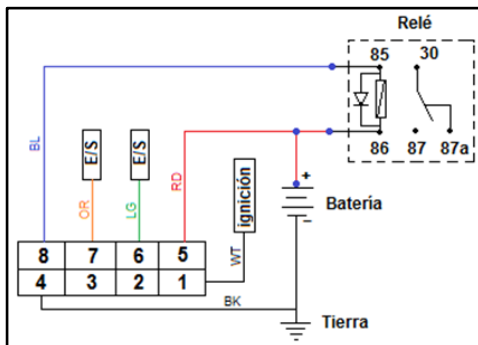 Relé
85 30
86 87 87a
BL
E/S
E/S
OR
LG
RD
ignición
WT
+
Batería
-
8 7 6 5
4 3 2 1
BK
Tierra